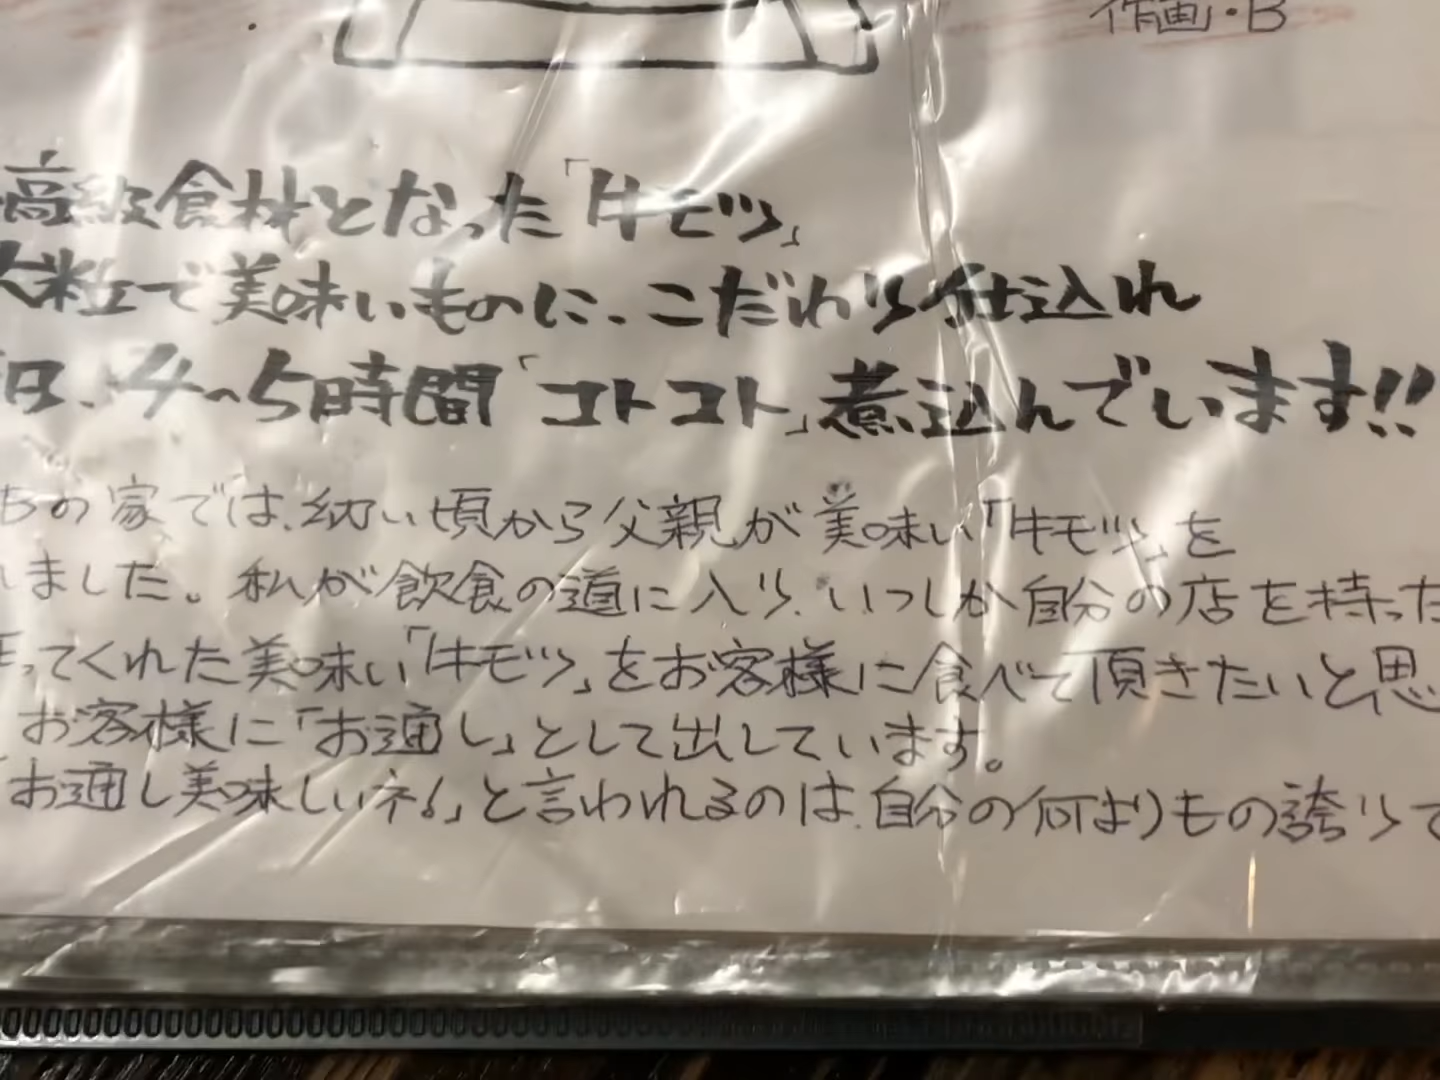 作画・B
高級食材となった「牛モツ」
大粒で美味いものに、こだわり仕込れ
日、4〜5時間「コトコト」煮込んでいます!!
の家では、幼い頃から父親が美味い「牛モツ」を
れました。私が飲食の道に入り、いつしか自分の店を持った
ってくれた美味い「牛モツ」をお客様に食べて頂きたいと思
お客様に「お通し」として出しています。
「お通し美味しいネ!」と言われるのは、自分の何よりもの誇りで